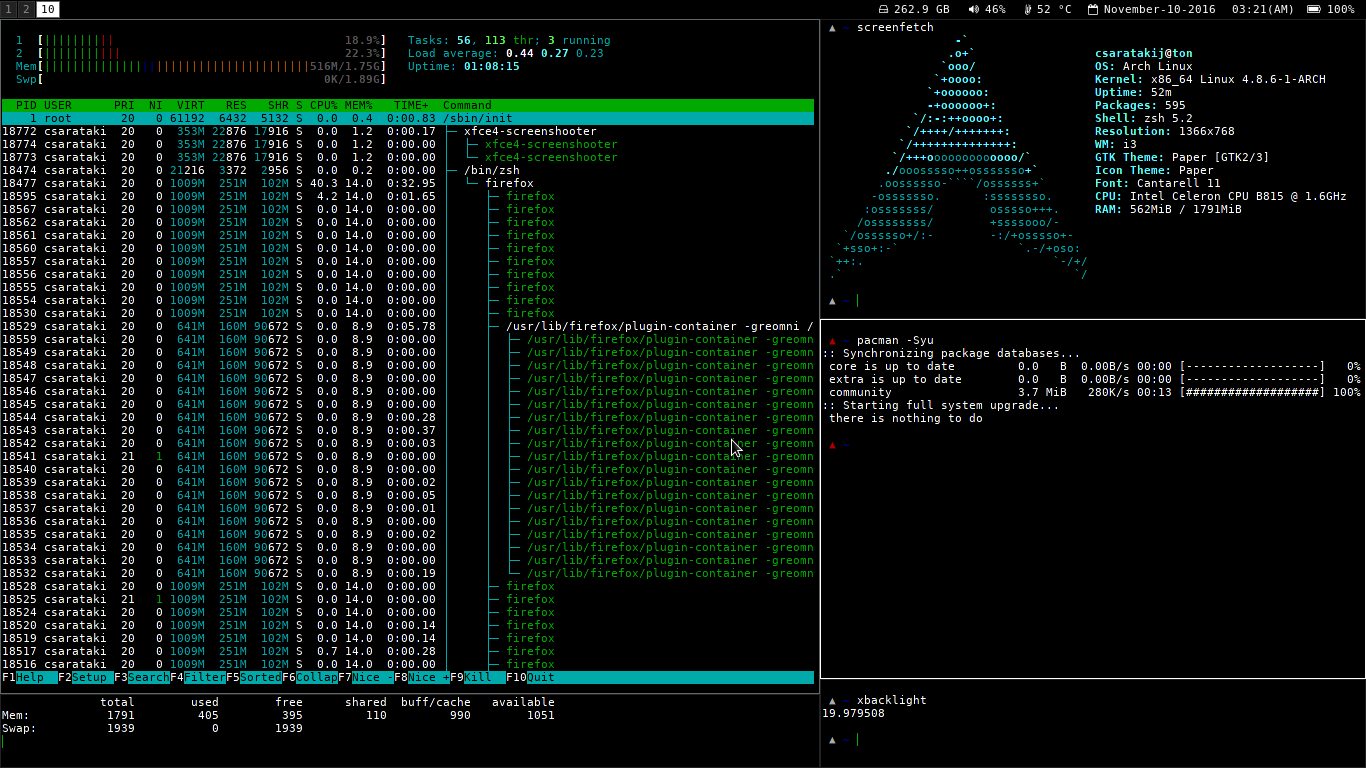 1 2 10 262.9 GB 46% 52 °C November-10-2016 03:21(AM) 100%
1 [||||||||||| 18.9%] Tasks: 56, 113 thr; 3 running
2 [|||||||||||| 22.3%] Load average: 0.44 0.27 0.23
Mem[||||||||||||||||||||||||||||||||||||||516M/1.75G] Uptime: 01:08:15
Swp[ 0K/1.89G]
PID USER PRI NI VIRT RES SHR S CPU% MEM% TIME+ Command
1 root 20 0 61192 6432 5132 S 0.0 0.4 0:00.83 /sbin/init
18772 csarataki 20 0 353M 22876 17916 S 0.0 1.2 0:00.17 ├─ xfce4-screenshooter
18774 csarataki 20 0 353M 22876 17916 S 0.0 1.2 0:00.00 │ ├─ xfce4-screenshooter
18773 csarataki 20 0 353M 22876 17916 S 0.0 1.2 0:00.00 │ └─ xfce4-screenshooter
18474 csarataki 20 0 21216 3372 2956 S 0.0 0.2 0:00.00 ├─ /bin/zsh
18477 csarataki 20 0 1009M 251M 102M S 40.3 14.0 0:32.95 │ └─ firefox
18595 csarataki 20 0 1009M 251M 102M S 4.2 14.0 0:01.65 │ ├─ firefox
18567 csarataki 20 0 1009M 251M 102M S 0.0 14.0 0:00.00 │ ├─ firefox
18562 csarataki 20 0 1009M 251M 102M S 0.0 14.0 0:00.00 │ ├─ firefox
18561 csarataki 20 0 1009M 251M 102M S 0.0 14.0 0:00.00 │ ├─ firefox
18560 csarataki 20 0 1009M 251M 102M S 0.0 14.0 0:00.00 │ ├─ firefox
18557 csarataki 20 0 1009M 251M 102M S 0.0 14.0 0:00.00 │ ├─ firefox
18556 csarataki 20 0 1009M 251M 102M S 0.0 14.0 0:00.00 │ ├─ firefox
18555 csarataki 20 0 1009M 251M 102M S 0.0 14.0 0:00.00 │ ├─ firefox
18554 csarataki 20 0 1009M 251M 102M S 0.0 14.0 0:00.00 │ ├─ firefox
18530 csarataki 20 0 1009M 251M 102M S 0.0 14.0 0:00.00 │ ├─ firefox
18529 csarataki 20 0 641M 160M 90672 S 0.0 8.9 0:05.78 │ ├─ /usr/lib/firefox/plugin-container -greomni /
18559 csarataki 20 0 641M 160M 90672 S 0.0 8.9 0:00.00 │ │ ├─ /usr/lib/firefox/plugin-container -greomn
18549 csarataki 20 0 641M 160M 90672 S 0.0 8.9 0:00.00 │ │ ├─ /usr/lib/firefox/plugin-container -greomn
18548 csarataki 20 0 641M 160M 90672 S 0.0 8.9 0:00.00 │ │ ├─ /usr/lib/firefox/plugin-container -greomn
18547 csarataki 20 0 641M 160M 90672 S 0.0 8.9 0:00.00 │ │ ├─ /usr/lib/firefox/plugin-container -greomn
18546 csarataki 20 0 641M 160M 90672 S 0.0 8.9 0:00.00 │ │ ├─ /usr/lib/firefox/plugin-container -greomn
18545 csarataki 20 0 641M 160M 90672 S 0.0 8.9 0:00.00 │ │ ├─ /usr/lib/firefox/plugin-container -greomn
18544 csarataki 20 0 641M 160M 90672 S 0.0 8.9 0:00.28 │ │ ├─ /usr/lib/firefox/plugin-container -greomn
18543 csarataki 20 0 641M 160M 90672 S 0.0 8.9 0:00.37 │ │ ├─ /usr/lib/firefox/plugin-container -greomn
18542 csarataki 20 0 641M 160M 90672 S 0.0 8.9 0:00.03 │ │ ├─ /usr/lib/firefox/plugin-container -greomn
18541 csarataki 21 1 641M 160M 90672 S 0.0 8.9 0:00.00 │ │ ├─ /usr/lib/firefox/plugin-container -greomn
18540 csarataki 20 0 641M 160M 90672 S 0.0 8.9 0:00.00 │ │ ├─ /usr/lib/firefox/plugin-container -greomn
18539 csarataki 20 0 641M 160M 90672 S 0.0 8.9 0:00.02 │ │ ├─ /usr/lib/firefox/plugin-container -greomn
18538 csarataki 20 0 641M 160M 90672 S 0.0 8.9 0:00.05 │ │ ├─ /usr/lib/firefox/plugin-container -greomn
18537 csarataki 20 0 641M 160M 90672 S 0.0 8.9 0:00.01 │ │ ├─ /usr/lib/firefox/plugin-container -greomn
18536 csarataki 20 0 641M 160M 90672 S 0.0 8.9 0:00.00 │ │ ├─ /usr/lib/firefox/plugin-container -greomn
18535 csarataki 20 0 641M 160M 90672 S 0.0 8.9 0:00.02 │ │ ├─ /usr/lib/firefox/plugin-container -greomn
18534 csarataki 20 0 641M 160M 90672 S 0.0 8.9 0:00.00 │ │ ├─ /usr/lib/firefox/plugin-container -greomn
18533 csarataki 20 0 641M 160M 90672 S 0.0 8.9 0:00.00 │ │ ├─ /usr/lib/firefox/plugin-container -greomn
18532 csarataki 20 0 641M 160M 90672 S 0.0 8.9 0:00.19 │ │ └─ /usr/lib/firefox/plugin-container -greomn
18528 csarataki 20 0 1009M 251M 102M S 0.0 14.0 0:00.00 │ ├─ firefox
18525 csarataki 21 1 1009M 251M 102M S 0.0 14.0 0:00.00 │ ├─ firefox
18524 csarataki 20 0 1009M 251M 102M S 0.0 14.0 0:00.00 │ ├─ firefox
18520 csarataki 20 0 1009M 251M 102M S 0.0 14.0 0:00.14 │ ├─ firefox
18519 csarataki 20 0 1009M 251M 102M S 0.0 14.0 0:00.14 │ ├─ firefox
18517 csarataki 20 0 1009M 251M 102M S 0.7 14.0 0:00.28 │ ├─ firefox
18516 csarataki 20 0 1009M 251M 102M S 0.0 14.0 0:00.00 │ ├─ firefox
F1Help F2Setup F3SearchF4FilterF5SortedF6CollapF7Nice -F8Nice +F9Kill F10Quit
total used free shared buff/cache available
Mem: 1791 405 395 110 990 1051
Swap: 1939 0 1939
▲ ~ screenfetch
csaratakij@ton
OS: Arch Linux
Kernel: x86_64 Linux 4.8.6-1-ARCH
Uptime: 52m
Packages: 595
Shell: zsh 5.2
Resolution: 1366x768
WM: i3
GTK Theme: Paper [GTK2/3]
Icon Theme: Paper
Font: Cantarell 11
CPU: Intel Celeron CPU B815 @ 1.6GHz
RAM: 562MiB / 1791MiB
▲ ~
▲ ~ pacman -Syu
:: Synchronizing package databases...
core is up to date 0.0 B 0.00B/s 00:00 [-------------------] 0%
extra is up to date 0.0 B 0.00B/s 00:00 [-------------------] 0%
community 3.7 MiB 280K/s 00:13 [###################] 100%
:: Starting full system upgrade...
there is nothing to do
▲ ~
▲ ~ xbacklight
19.979508
▲ ~